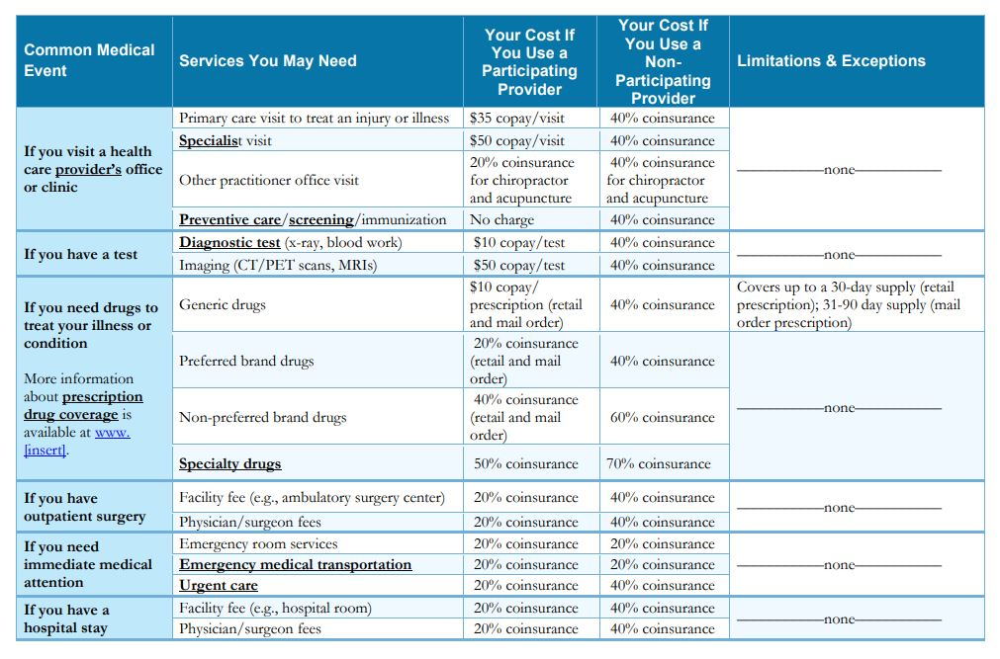 Common Medical
Event
Services You May Need
Your Cost If
You Use a
Participating
Provider
Your Cost If
You Use a
Non-
Participating
Provider
Limitations & Exceptions
If you visit a health
care provider's office
or clinic
Primary care visit to treat an injury or illness
$35 copay/visit
40% coinsurance
Specialist visit
$50 copay/visit
40% coinsurance
Other practitioner office visit
20% coinsurance
for chiropractor
and acupuncture
40% coinsurance
for chiropractor
and acupuncture
Preventive care/screening/immunization
No charge
40% coinsurance
–––––––––––none–––––––––––
If you have a test
Diagnostic test (x-ray, blood work)
$10 copay/test
40% coinsurance
Imaging (CT/PET scans, MRIs)
$50 copay/test
40% coinsurance
–––––––––––none–––––––––––
If you need drugs to
treat your illness or
condition
More information
about prescription
drug coverage is
available at www.
[insert].
Generic drugs
$10 copay/
prescription (retail
and mail order)
40% coinsurance
Covers up to a 30-day supply (retail
prescription); 31-90 day supply (mail
order prescription)
Preferred brand drugs
20% coinsurance
(retail and mail
order)
40% coinsurance
Non-preferred brand drugs
40% coinsurance
(retail and mail
order)
60% coinsurance
Specialty drugs
50% coinsurance
70% coinsurance
–––––––––––none–––––––––––
If you have
outpatient surgery
Facility fee (e.g., ambulatory surgery center)
20% coinsurance
40% coinsurance
Physician/surgeon fees
20% coinsurance
40% coinsurance
–––––––––––none–––––––––––
If you need
immediate medical
attention
Emergency room services
20% coinsurance
20% coinsurance
Emergency medical transportation
20% coinsurance
20% coinsurance
Urgent care
20% coinsurance
40% coinsurance
–––––––––––none–––––––––––
If you have a
hospital stay
Facility fee (e.g., hospital room)
20% coinsurance
40% coinsurance
Physician/surgeon fees
20% coinsurance
40% coinsurance
–––––––––––none–––––––––––